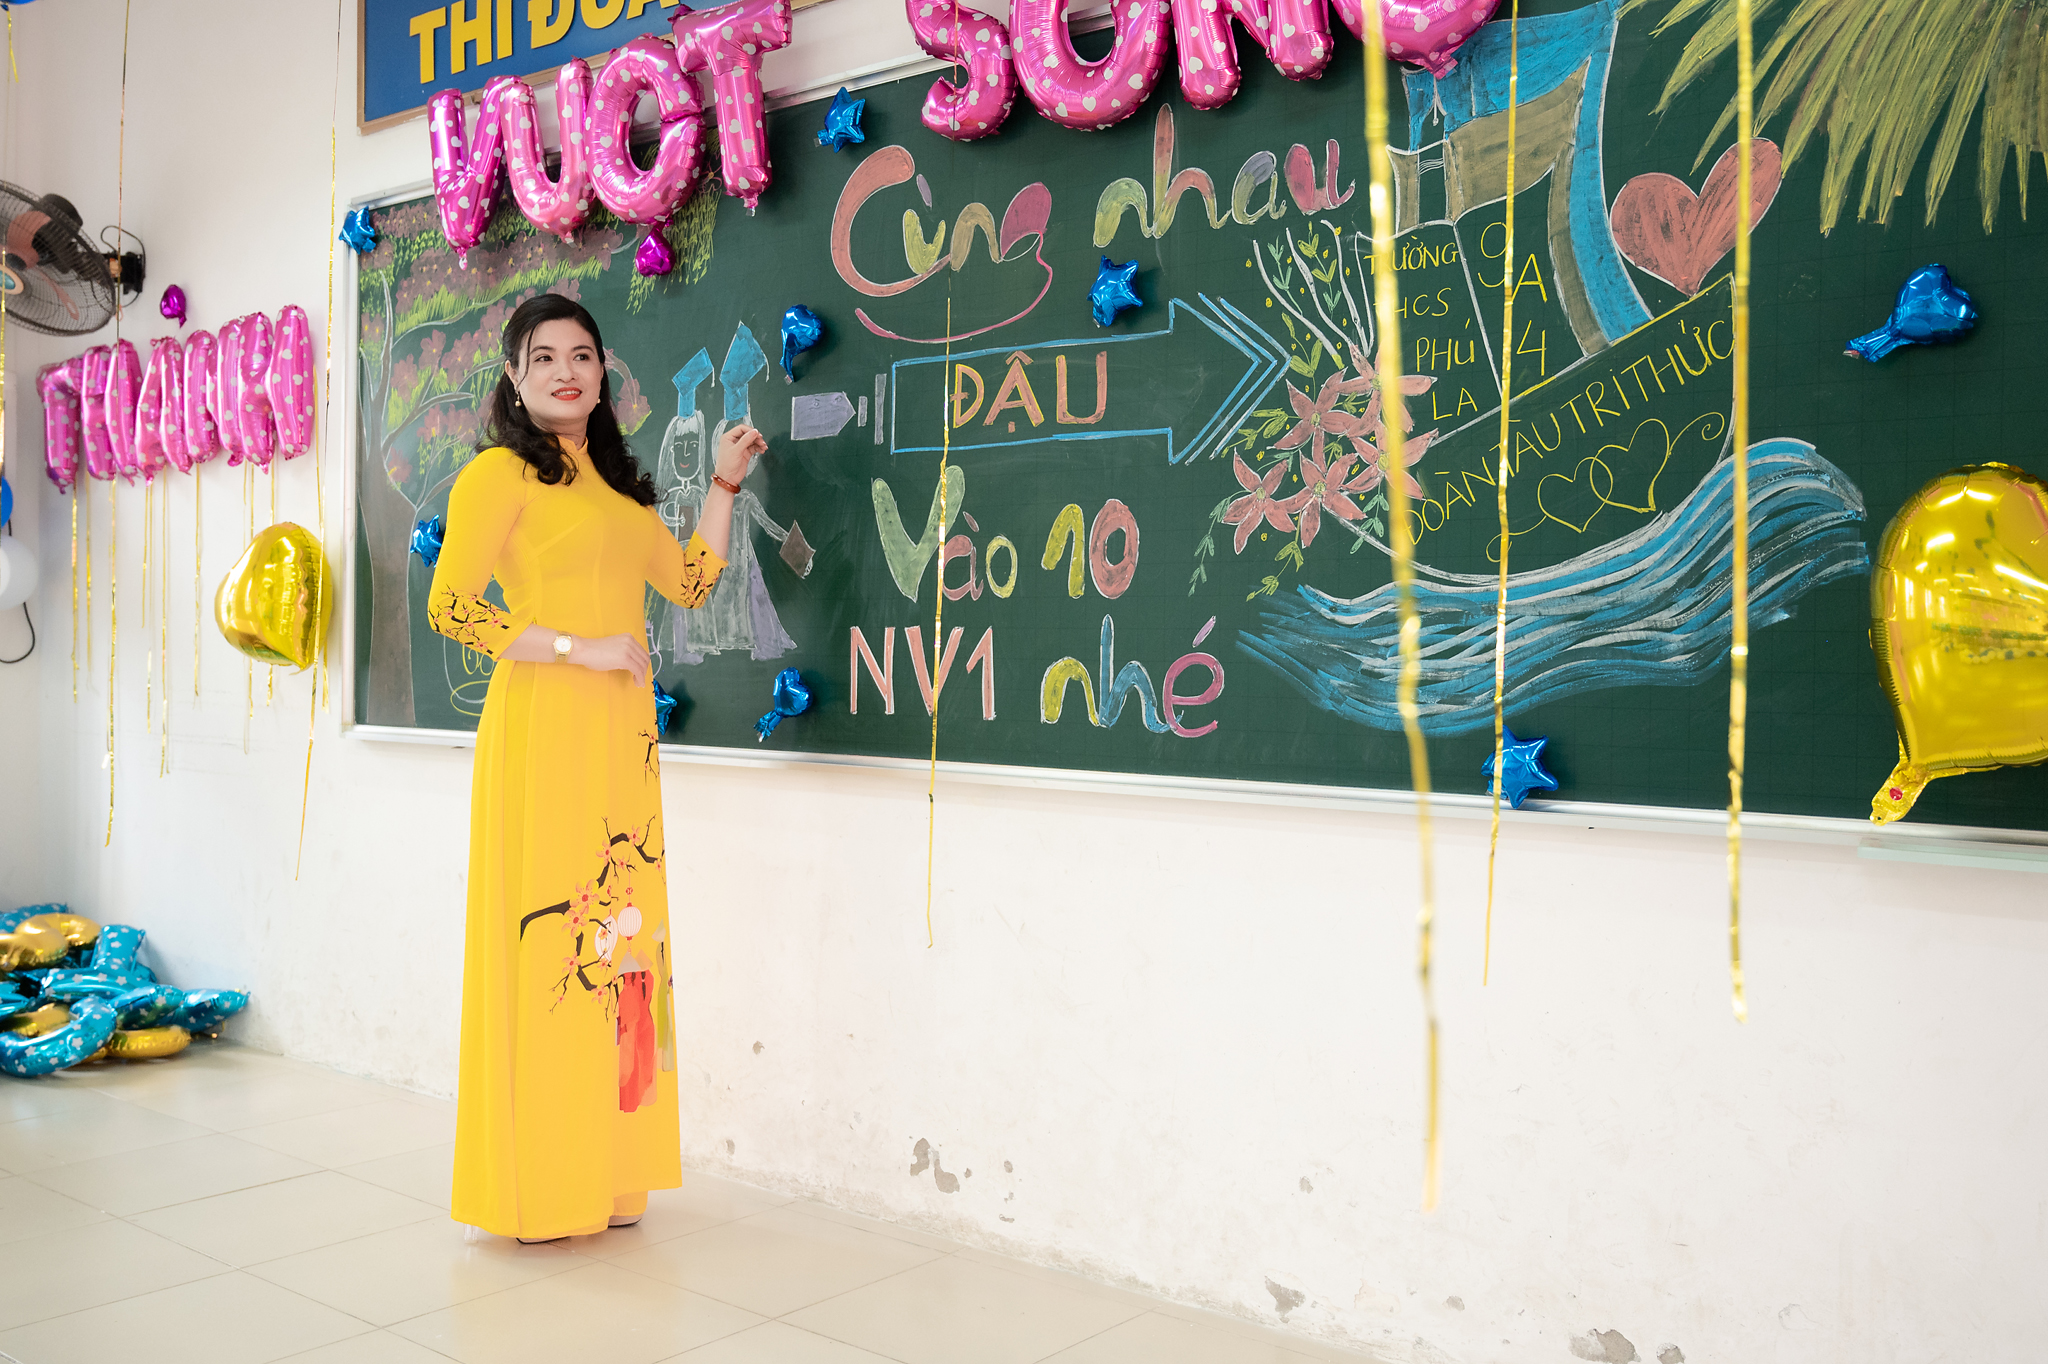 THI ĐUA
VƯỢT SÓNG
THÀNH
Cùng nhau
ĐẬU
Vào 10
NV1 nhé
TRƯỜNG
THCS
PHÚ
LA
9A4
ĐOÀN TÀU TRI THỨC